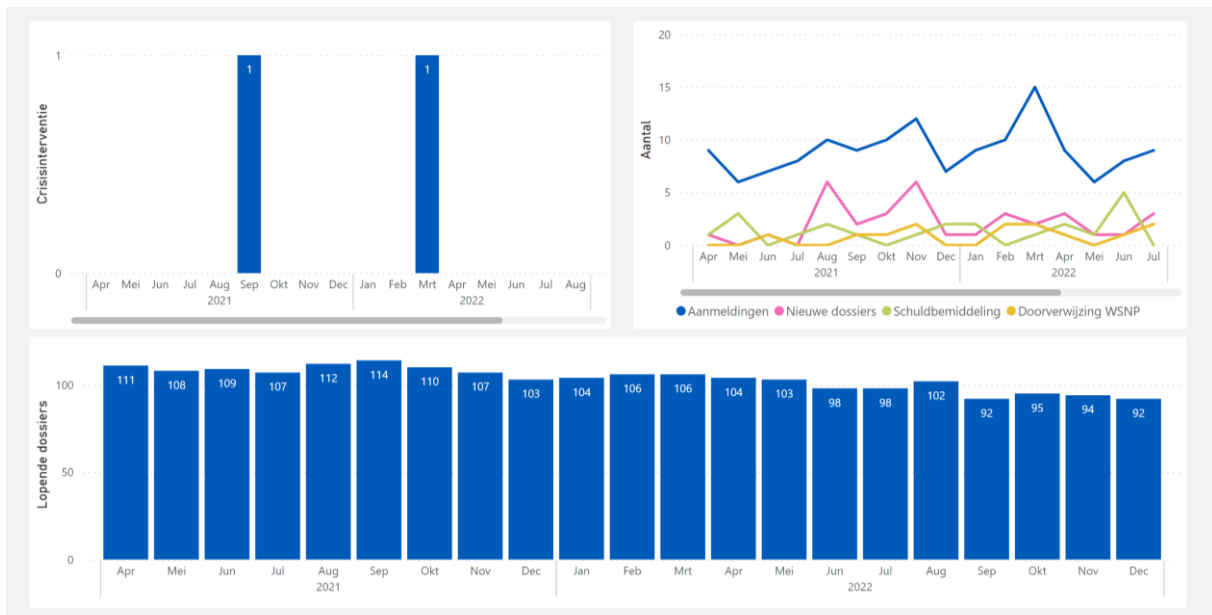 Crisisinterventie
1
0
1
1
Apr Mei Jun Jul Aug Sep Okt Nov Dec Jan Feb Mrt Apr Mei Jun Jul Aug
2021 2022
Aantal
20
15
10
5
0
Apr Mei Jun Jul Aug Sep Okt Nov Dec Jan Feb Mrt Apr Mei Jun Jul
2021 2022
Aanmeldingen Nieuwe dossiers Schuldbemiddeling Doorverwijzing WSNP
Lopende dossiers
100
50
0
111 108 109 107 112 114 110 107 103 104 106 106 104 103 98 98 102 92 95 94 92
Apr Mei Jun Jul Aug Sep Okt Nov Dec Jan Feb Mrt Apr Mei Jun Jul Aug Sep Okt Nov Dec
2021 2022